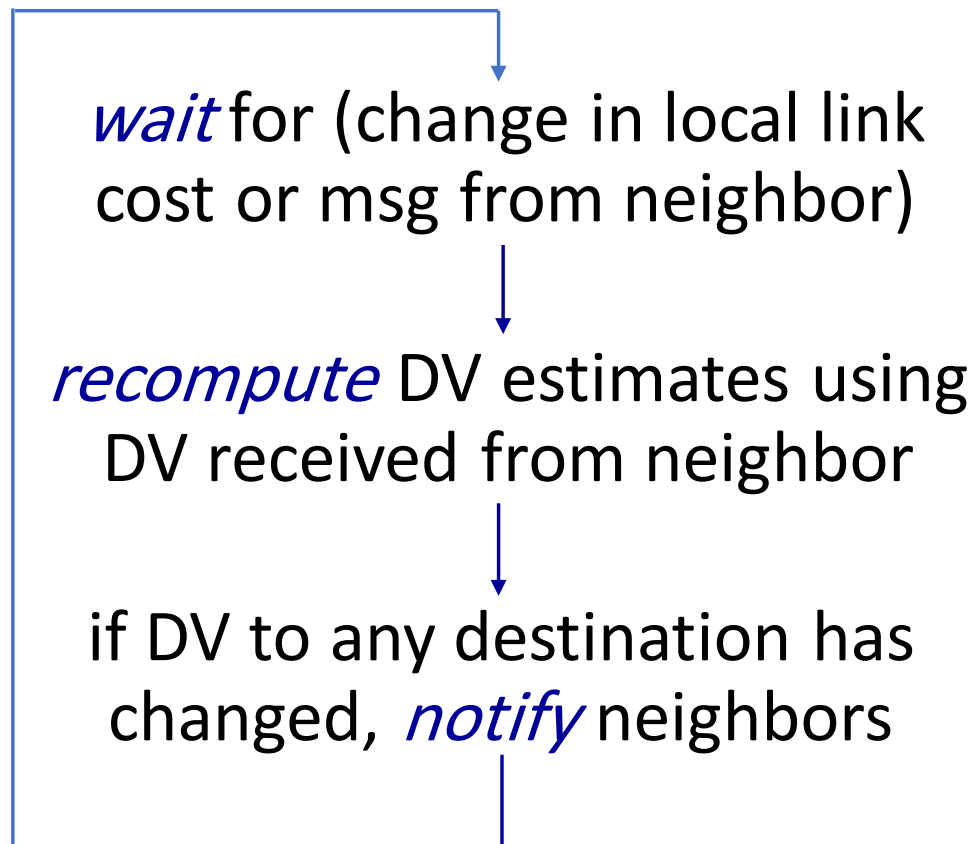 wait for (change in local link
cost or msg from neighbor)
recompute DV estimates using
DV received from neighbor
if DV to any destination has
changed, notify neighbors